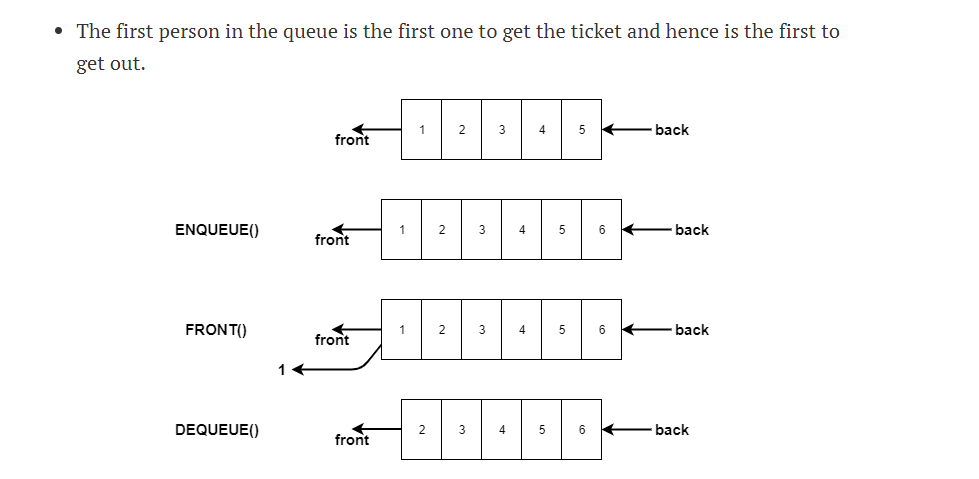 • The first person in the queue is the first one to get the ticket and hence is the first to
get out.
front 1 2 3 4 5 back
ENQUEUE() front 1 2 3 4 5 6 back
FRONT() front 1 2 3 4 5 6 back
1
DEQUEUE() front 2 3 4 5 6 back